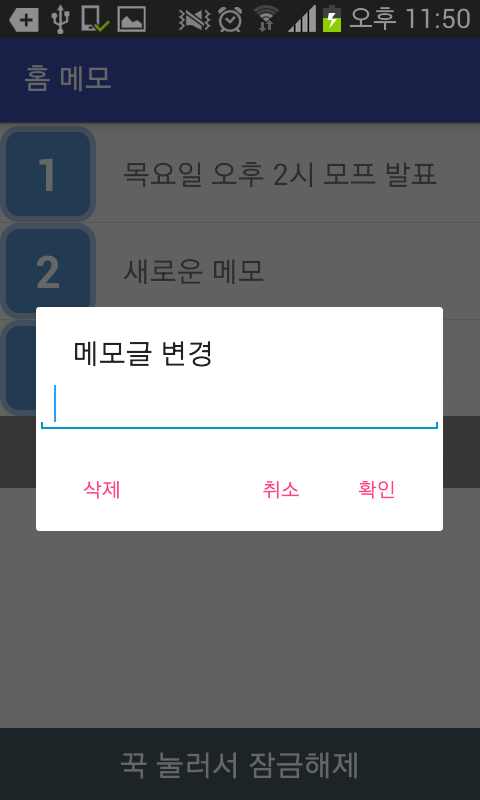 오후 11:50
홈 메모
1
목요일 오후 2시 모프 발표
2
새로운 메모
메모글 변경
삭제 취소 확인
꾹 눌러서 잠금해제